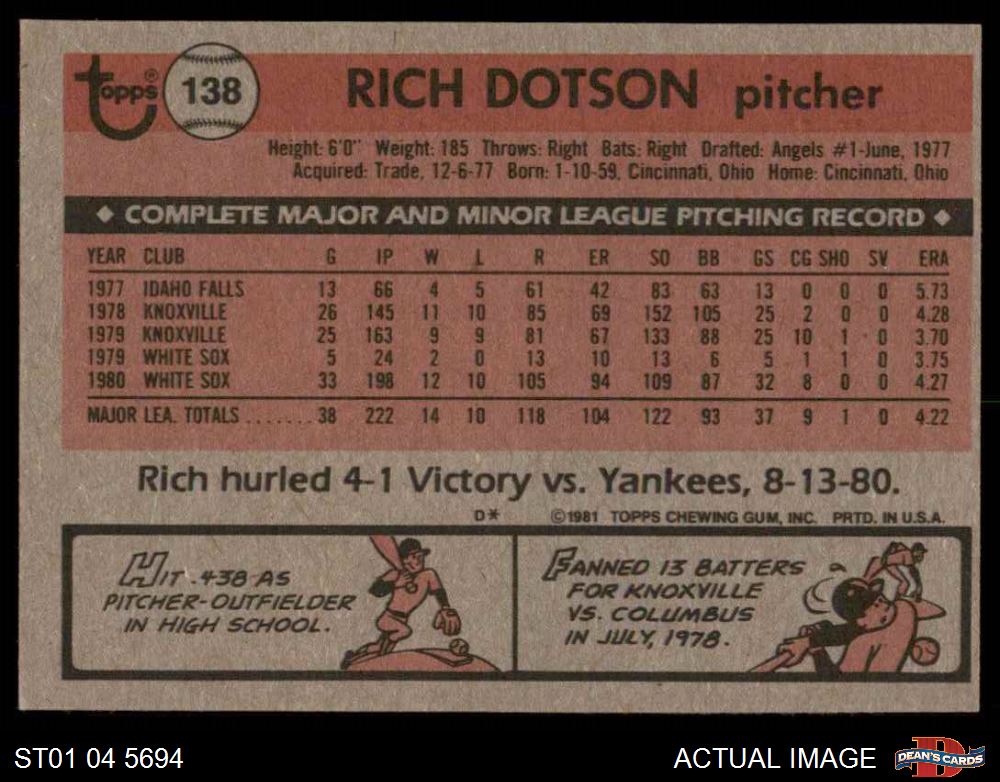 topps® 138 RICH DOTSON pitcher
Height: 6'0" Weight: 185 Throws: Right Bats: Right Drafted: Angels #1-June, 1977
Acquired: Trade, 12-6-77 Born: 1-10-59, Cincinnati, Ohio Home: Cincinnati, Ohio
◆ COMPLETE MAJOR AND MINOR LEAGUE PITCHING RECORD ◆
YEAR CLUB G IP W L R ER SO BB GS CG SHO SV ERA
1977 IDAHO FALLS 13 66 4 5 61 42 83 63 13 0 0 0 5.73
1978 KNOXVILLE 26 145 11 10 85 69 152 105 25 2 0 0 4.28
1979 KNOXVILLE 25 163 9 9 81 67 133 88 25 10 1 0 3.70
1979 WHITE SOX 5 24 2 0 13 10 13 6 5 1 1 0 3.75
1980 WHITE SOX 33 198 12 10 105 94 109 87 32 8 0 0 4.27
MAJOR LEA. TOTALS ....... 38 222 14 10 118 104 122 93 37 9 1 0 4.22
Rich hurled 4-1 Victory vs. Yankees, 8-13-80.
D* ©1981 TOPPS CHEWING GUM, INC. PRTD. IN U.S.A.
HIT .438 AS
PITCHER-OUTFIELDER
IN HIGH SCHOOL.
FANNED 13 BATTERS
FOR KNOXVILLE
VS. COLUMBUS
IN JULY, 1978.
ST01 04 5694 ACTUAL IMAGE D DEAN'S CARDS